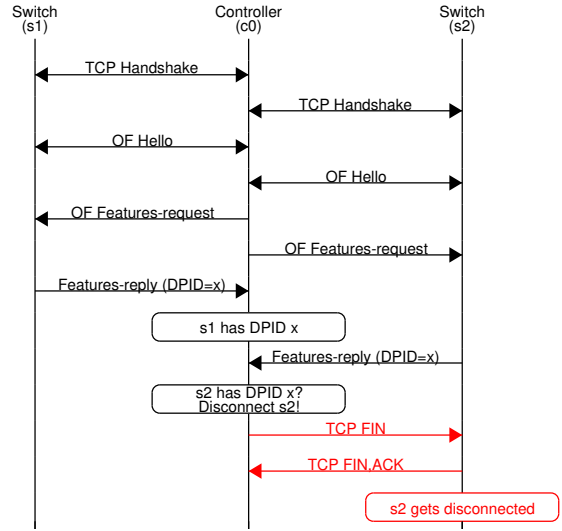 Switch
(s1)
Controller
(c0)
Switch
(s2)
TCP Handshake
TCP Handshake
OF Hello
OF Hello
OF Features-request
OF Features-request
Features-reply (DPID=x)
s1 has DPID x
Features-reply (DPID=x)
s2 has DPID x?
Disconnect s2!
TCP FIN
TCP FIN,ACK
s2 gets disconnected